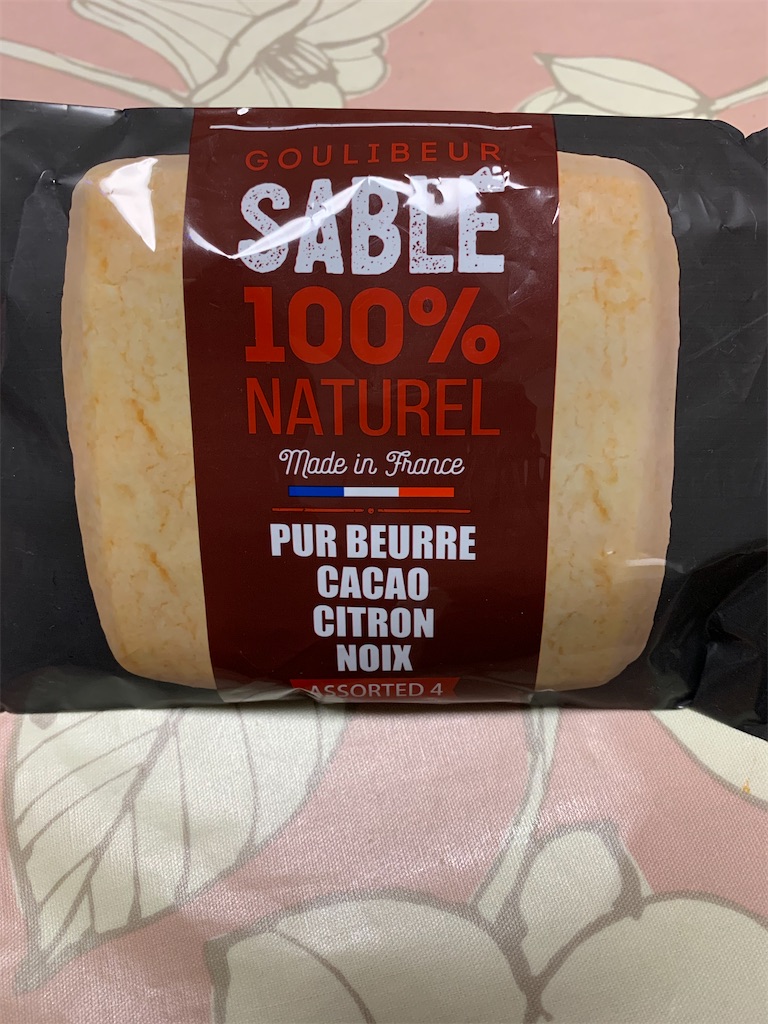 GOULIBEUR
SABLÉ
100%
NATUREL
Made in France
PUR BEURRE
CACAO
CITRON
NOIX
ASSORTED 4